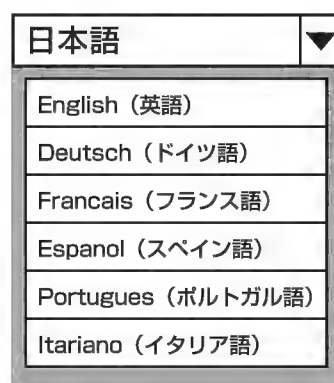 日本語
English（英語）
Deutsch（ドイツ語）
Francais（フランス語）
Espanol（スペイン語）
Portugues（ポルトガル語）
Itariano（イタリア語）